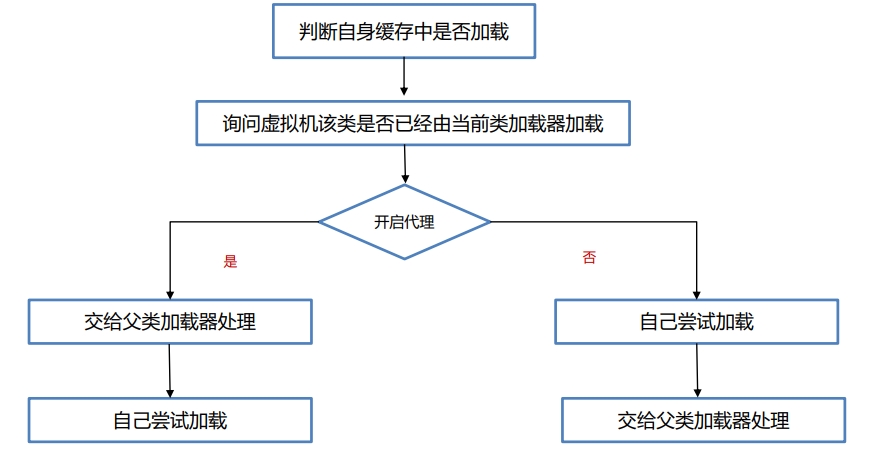 判断自身缓存中是否加载
询问虚拟机该类是否已经由当前类加载器加载
开启代理
是
否
交给父类加载器处理
自己尝试加载
自己尝试加载
交给父类加载器处理